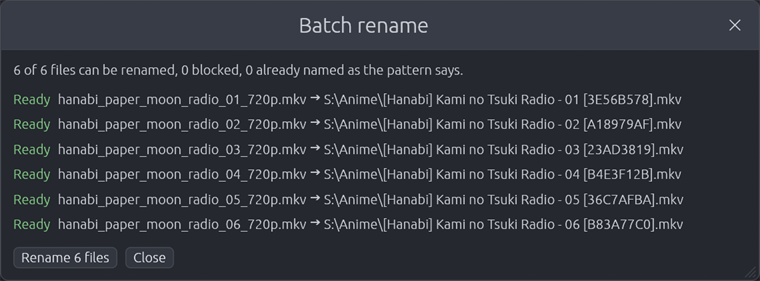 Batch rename
6 of 6 files can be renamed, 0 blocked, 0 already named as the pattern says.
Ready hanabi_paper_moon_radio_01_720p.mkv → S:\Anime\[Hanabi] Kami no Tsuki Radio - 01 [3E56B578].mkv
Ready hanabi_paper_moon_radio_02_720p.mkv → S:\Anime\[Hanabi] Kami no Tsuki Radio - 02 [A18979AF].mkv
Ready hanabi_paper_moon_radio_03_720p.mkv → S:\Anime\[Hanabi] Kami no Tsuki Radio - 03 [23AD3819].mkv
Ready hanabi_paper_moon_radio_04_720p.mkv → S:\Anime\[Hanabi] Kami no Tsuki Radio - 04 [B4E3F12B].mkv
Ready hanabi_paper_moon_radio_05_720p.mkv → S:\Anime\[Hanabi] Kami no Tsuki Radio - 05 [36C7AFBA].mkv
Ready hanabi_paper_moon_radio_06_720p.mkv → S:\Anime\[Hanabi] Kami no Tsuki Radio - 06 [B83A77C0].mkv
Rename 6 files Close